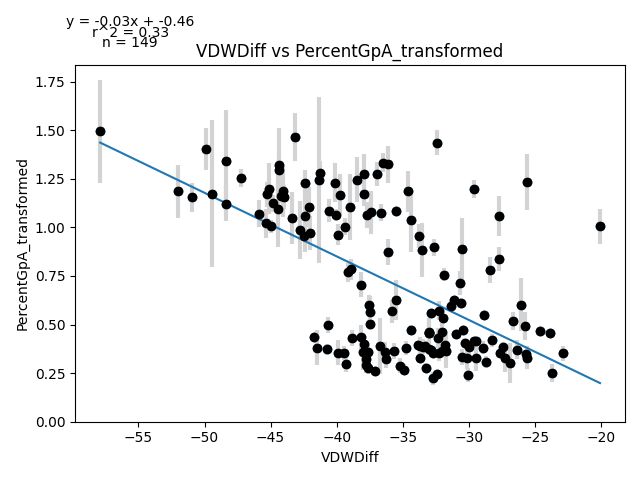 y = -0.03x + -0.46
r^2 = 0.33
n = 149
VDWDiff vs PercentGpA_transformed
PercentGpA_transformed
1.75
1.50
1.25
1.00
0.75
0.50
0.25
0.00
−55 −50 −45 −40 −35 −30 −25 −20
VDWDiff